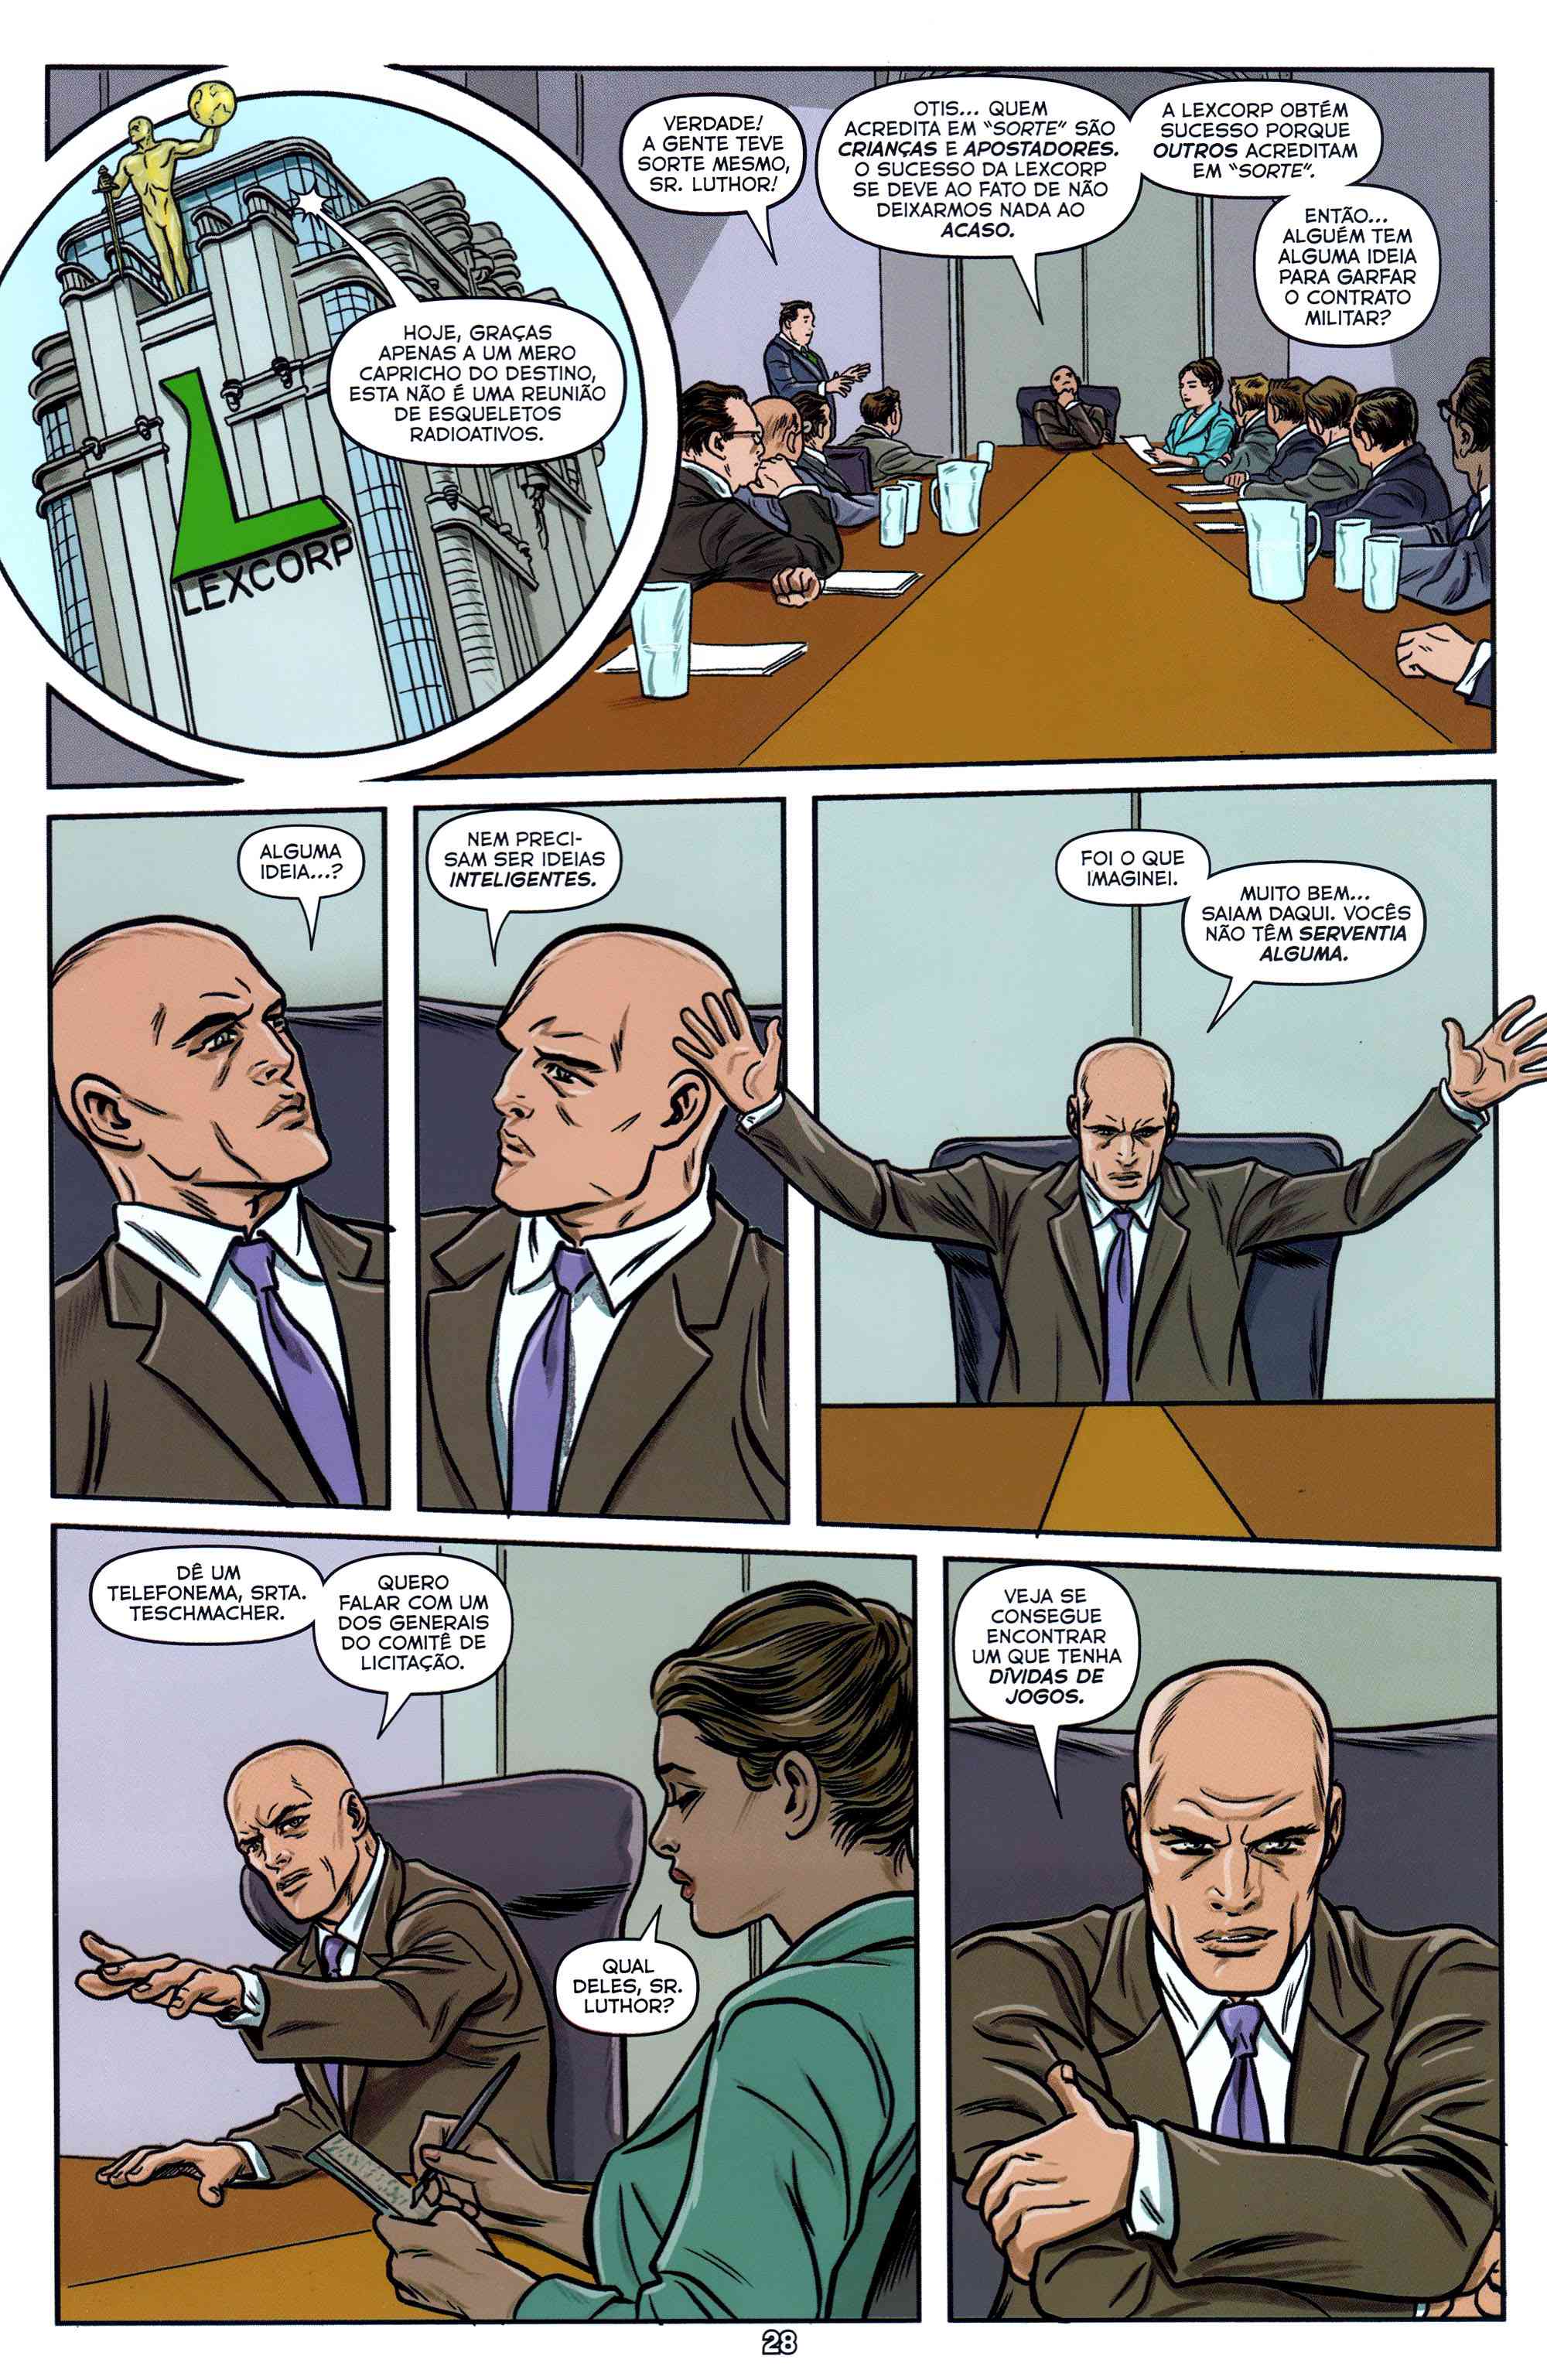 HOJE, GRAÇAS
APENAS A UM MERO
CAPRICHO DO DESTINO,
ESTA NÃO É UMA REUNIÃO
DE ESQUELETOS
RADIOATIVOS.
L
LEXCORP
VERDADE!
A GENTE TEVE
SORTE MESMO,
SR. LUTHOR!
OTIS... QUEM
ACREDITA EM “SORTE” SÃO
CRIANÇAS E APOSTADORES.
O SUCESSO DA LEXCORP
SE DEVE AO FATO DE NÃO
DEIXARMOS NADA AO
ACASO.
A LEXCORP OBTÉM
SUCESSO PORQUE
OUTROS ACREDITAM
EM “SORTE”.
ENTÃO...
ALGUÉM TEM
ALGUMA IDEIA
PARA GARFAR
O CONTRATO
MILITAR?
ALGUMA
IDEIA...?
NEM PRECI-
SAM SER IDEIAS
INTELIGENTES.
FOI O QUE
IMAGINEI.
MUITO BEM...
SAIAM DAQUI. VOCÊS
NÃO TÊM SERVENTIA
ALGUMA.
DÊ UM
TELEFONEMA, SRTA.
TESCHMACHER.
QUERO
FALAR COM UM
DOS GENERAIS
DO COMITÊ DE
LICITAÇÃO.
QUAL
DELES, SR.
LUTHOR?
VEJA SE
CONSEGUE
ENCONTRAR
UM QUE TENHA
DÍVIDAS DE
JOGOS.
28